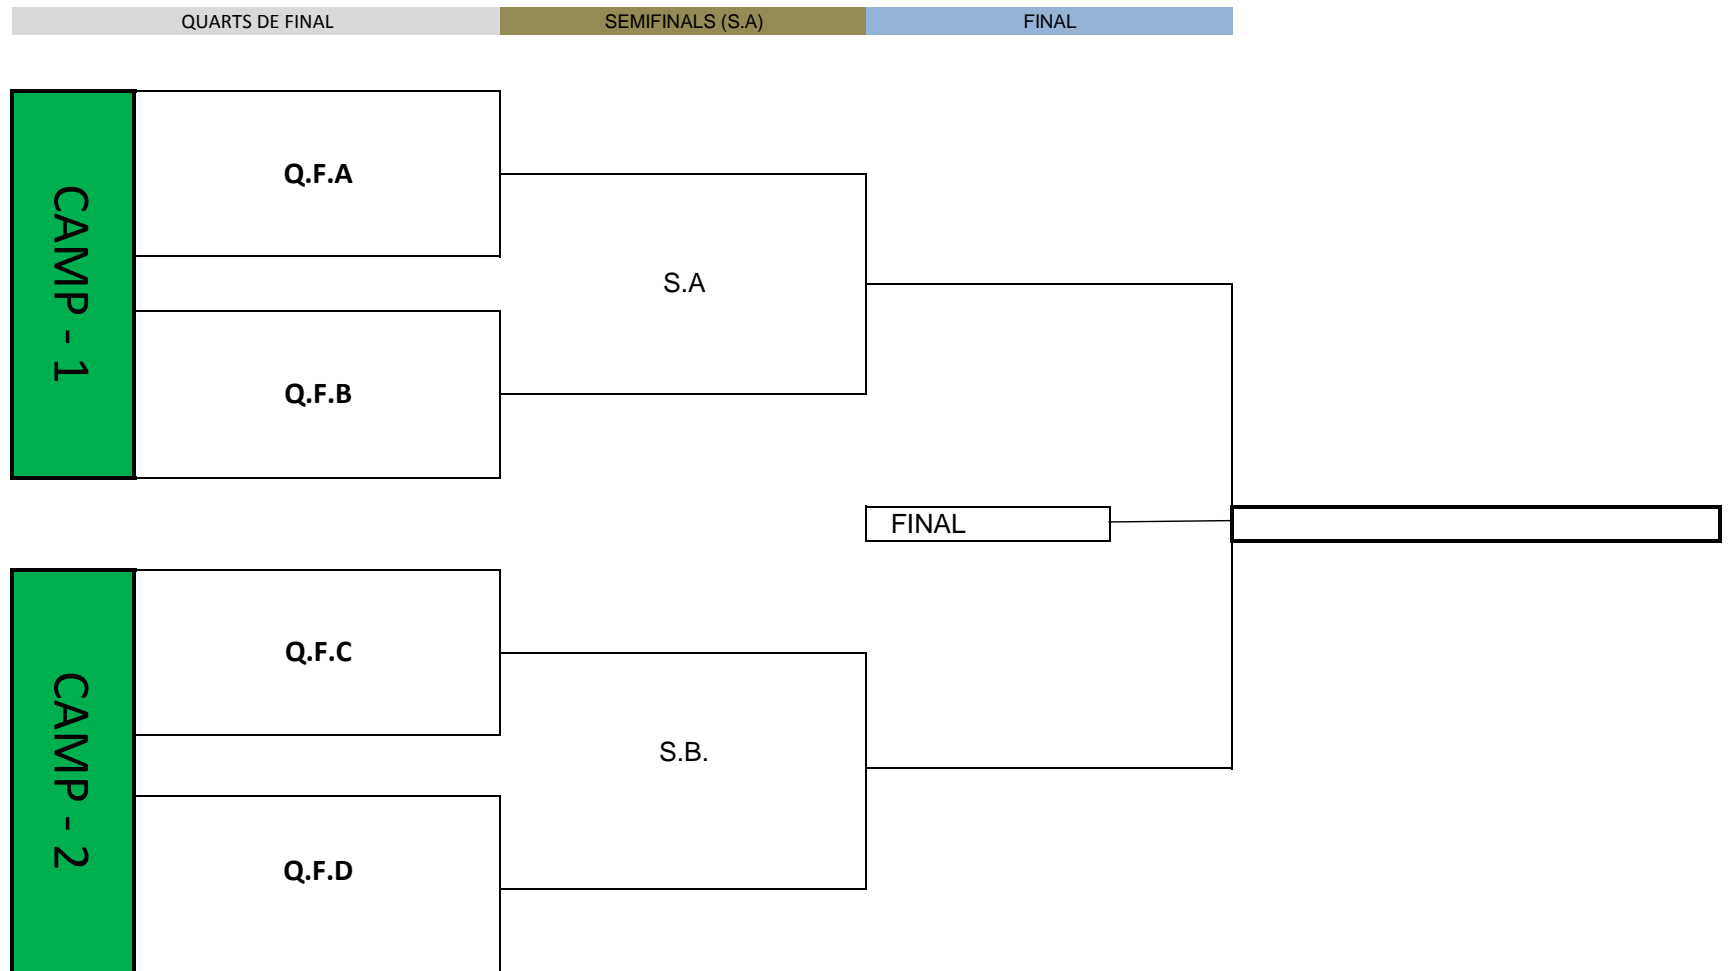 QUARTS DE FINAL
SEMIFINALS (S.A)
FINAL
CAMP - 1
Q.F.A
S.A
Q.F.B
FINAL
CAMP - 2
Q.F.C
S.B.
Q.F.D